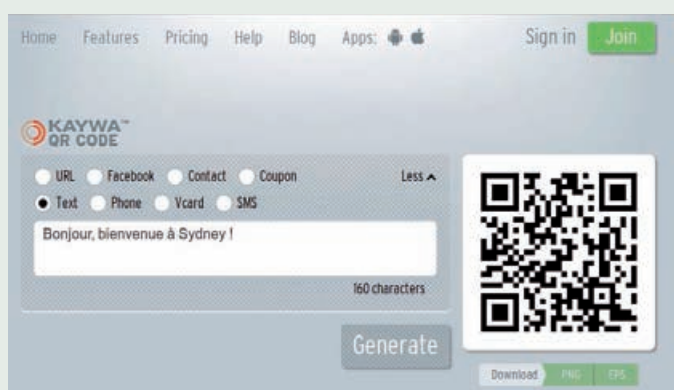 Home Features Pricing Help Blog Apps: Sign in Join
KAYWA™
QR CODE
URL Facebook Contact Coupon Less
Text Phone Vcard SMS
Bonjour, bienvenue à Sydney !
160 characters
Generate
Download PNG EPS